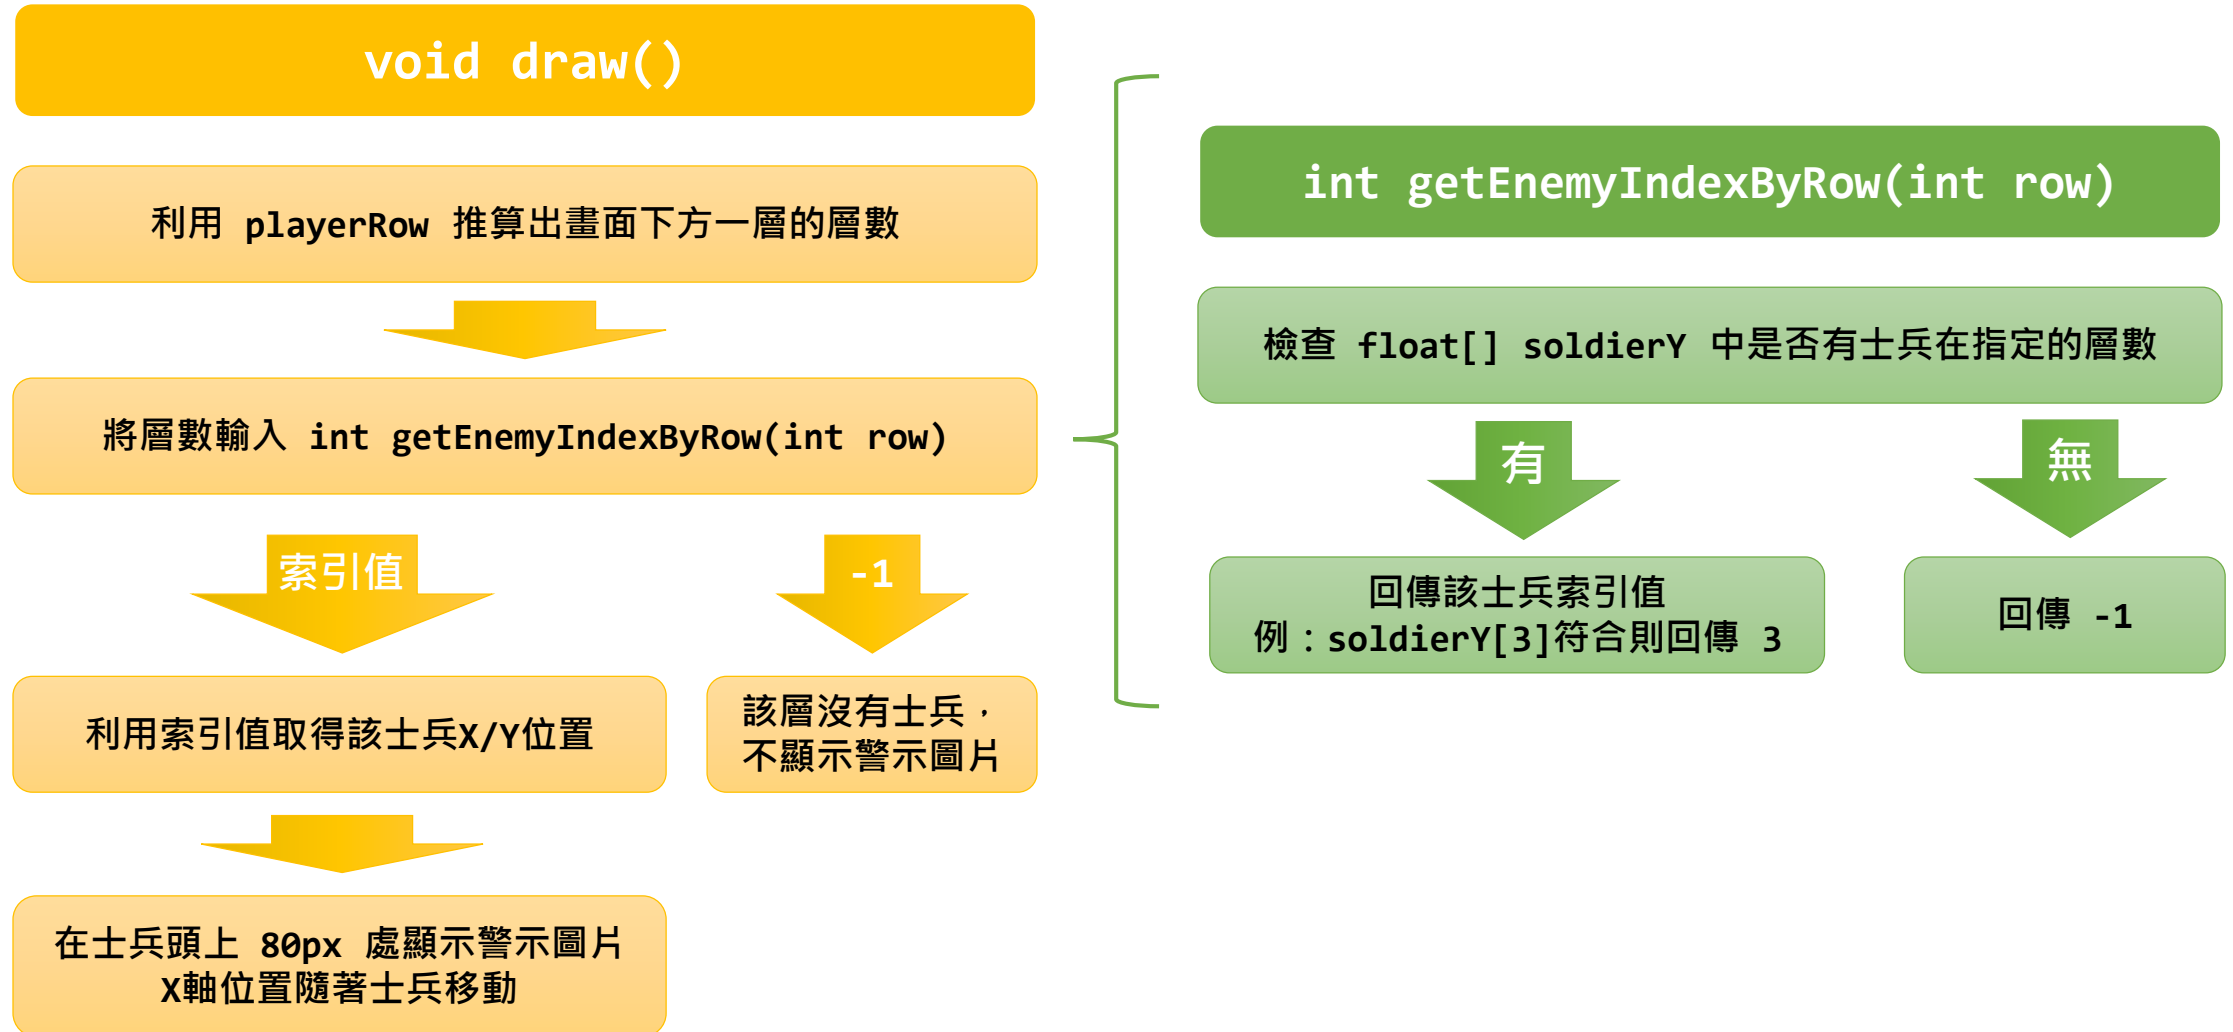 void draw()
利用 playerRow 推算出畫面下方一層的層數
將層數輸入 int getEnemyIndexByRow(int row)
索引值
-1
利用索引值取得該士兵X/Y位置
該層沒有士兵，
不顯示警示圖片
在士兵頭上 80px 處顯示警示圖片
X軸位置隨著士兵移動
int getEnemyIndexByRow(int row)
檢查 float[] soldierY 中是否有士兵在指定的層數
有
無
回傳該士兵索引值
例：soldierY[3]符合則回傳 3
回傳 -1